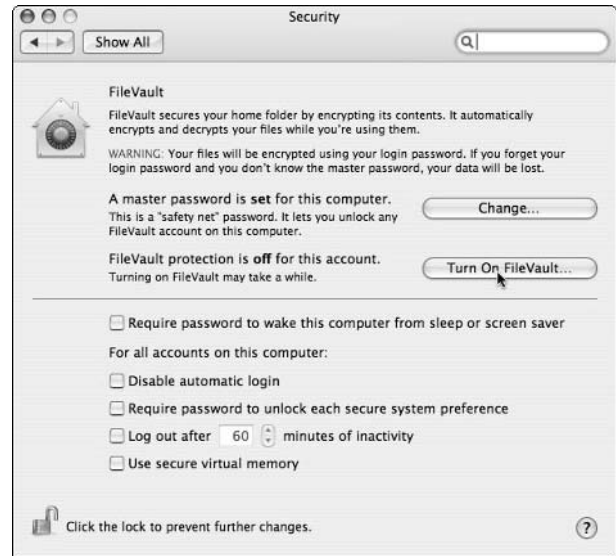 Security
Show All
FileVault
FileVault secures your home folder by encrypting its contents. It automatically
encrypts and decrypts your files while you're using them.
WARNING: Your files will be encrypted using your login password. If you forget your
login password and you don't know the master password, your data will be lost.
A master password is set for this computer.
This is a "safety net" password. It lets you unlock any
FileVault account on this computer.
Change...
FileVault protection is off for this account.
Turning on FileVault may take a while.
Turn On FileVault...
Require password to wake this computer from sleep or screen saver
For all accounts on this computer:
Disable automatic login
Require password to unlock each secure system preference
Log out after 60 minutes of inactivity
Use secure virtual memory
Click the lock to prevent further changes.
?